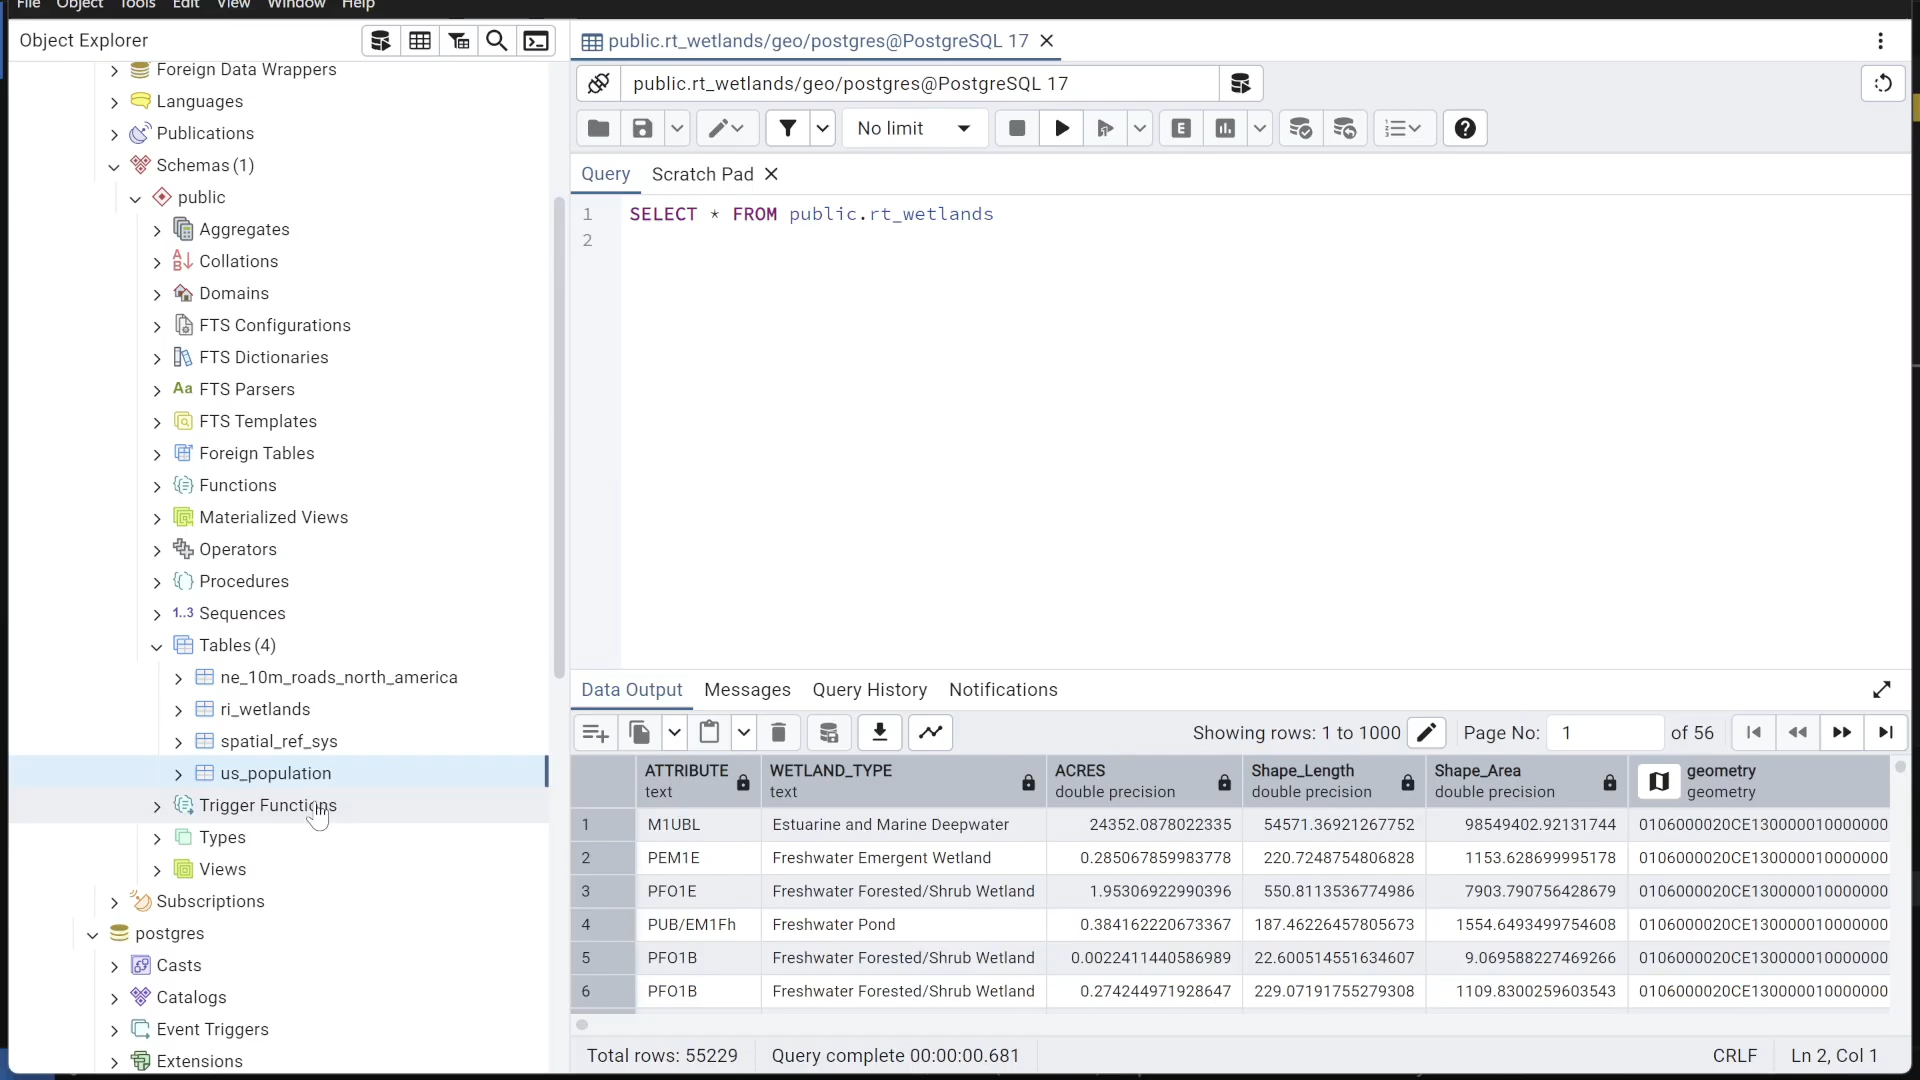 File Object Tools Edit View Window Help
Object Explorer
Foreign Data Wrappers
Languages
Publications
Schemas (1)
public
Aggregates
Collations
Domains
FTS Configurations
FTS Dictionaries
Aa FTS Parsers
FTS Templates
Foreign Tables
Functions
Materialized Views
Operators
Procedures
1..3 Sequences
Tables (4)
ne_10m_roads_north_america
ri_wetlands
spatial_ref_sys
us_population
Trigger Functions
Types
Views
Subscriptions
postgres
Casts
Catalogs
Event Triggers
Extensions
public.rt_wetlands/geo/postgres@PostgreSQL 17
public.rt_wetlands/geo/postgres@PostgreSQL 17
No limit
E
Query Scratch Pad
1 SELECT * FROM public.rt_wetlands
2
Data Output Messages Query History Notifications
Showing rows: 1 to 1000 Page No: 1 of 56
ATTRIBUTE WETLAND_TYPE ACRES Shape_Length Shape_Area geometry
text text double precision double precision double precision geometry
1 M1UBL Estuarine and Marine Deepwater 24352.0878022335 54571.36921267752 98549402.92131744 0106000020CE130000010000000
2 PEM1E Freshwater Emergent Wetland 0.285067859983778 220.7248754806828 1153.628699995178 0106000020CE130000010000000
3 PFO1E Freshwater Forested/Shrub Wetland 1.95306922990396 550.8113536774986 7903.790756428679 0106000020CE130000010000000
4 PUB/EM1Fh Freshwater Pond 0.384162220673367 187.46226457805673 1554.6493499754608 0106000020CE130000010000000
5 PFO1B Freshwater Forested/Shrub Wetland 0.0022411440586989 22.600514551634607 9.069588227469266 0106000020CE130000010000000
6 PFO1B Freshwater Forested/Shrub Wetland 0.274244971928647 229.07191755279308 1109.8300259603543 0106000020CE130000010000000
Total rows: 55229 Query complete 00:00:00.681 CRLF Ln 2, Col 1